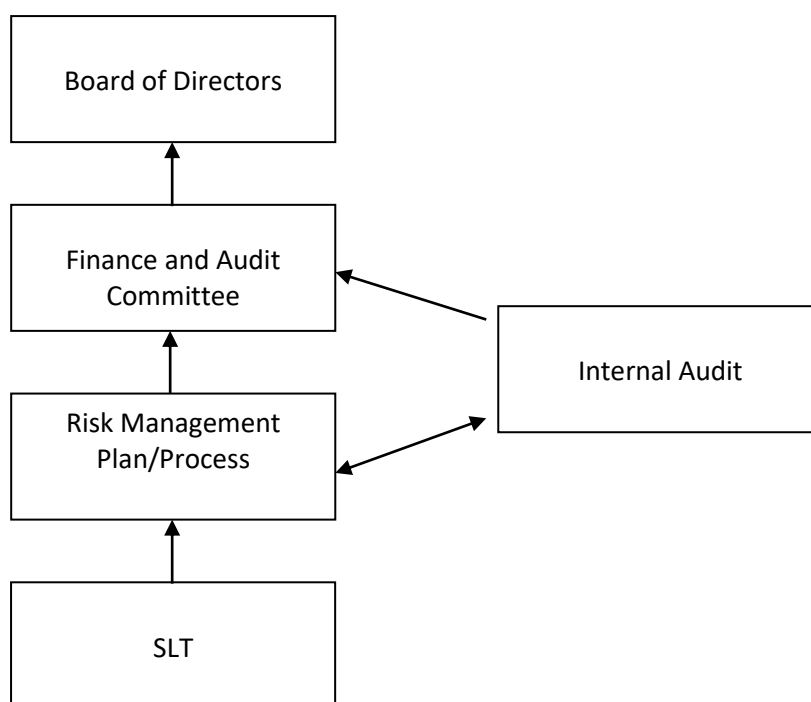 Board of Directors
Finance and Audit
Committee
Internal Audit
Risk Management
Plan/Process
SLT